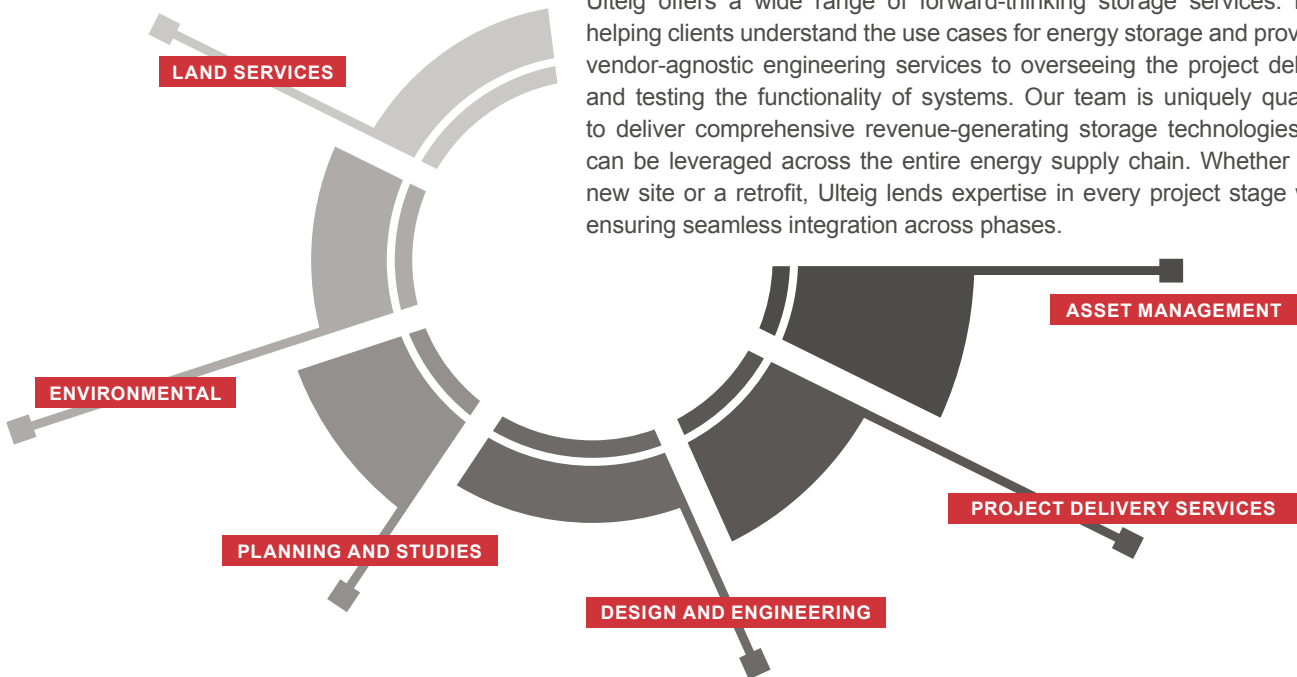 Ulteig offers a wide range of forward-thinking storage services.
helping clients understand the use cases for energy storage and
vendor-agnostic engineering services to overseeing the project
and testing the functionality of systems. Our team is uniquely
to deliver comprehensive revenue-generating storage technologies
can be leveraged across the entire energy supply chain. Whether
new site or a retrofit, Ulteig lends expertise in every project stage
ensuring seamless integration across phases.
LAND SERVICES
ENVIRONMENTAL
PLANNING AND STUDIES
DESIGN AND ENGINEERING
PROJECT DELIVERY SERVICES
ASSET MANAGEMENT